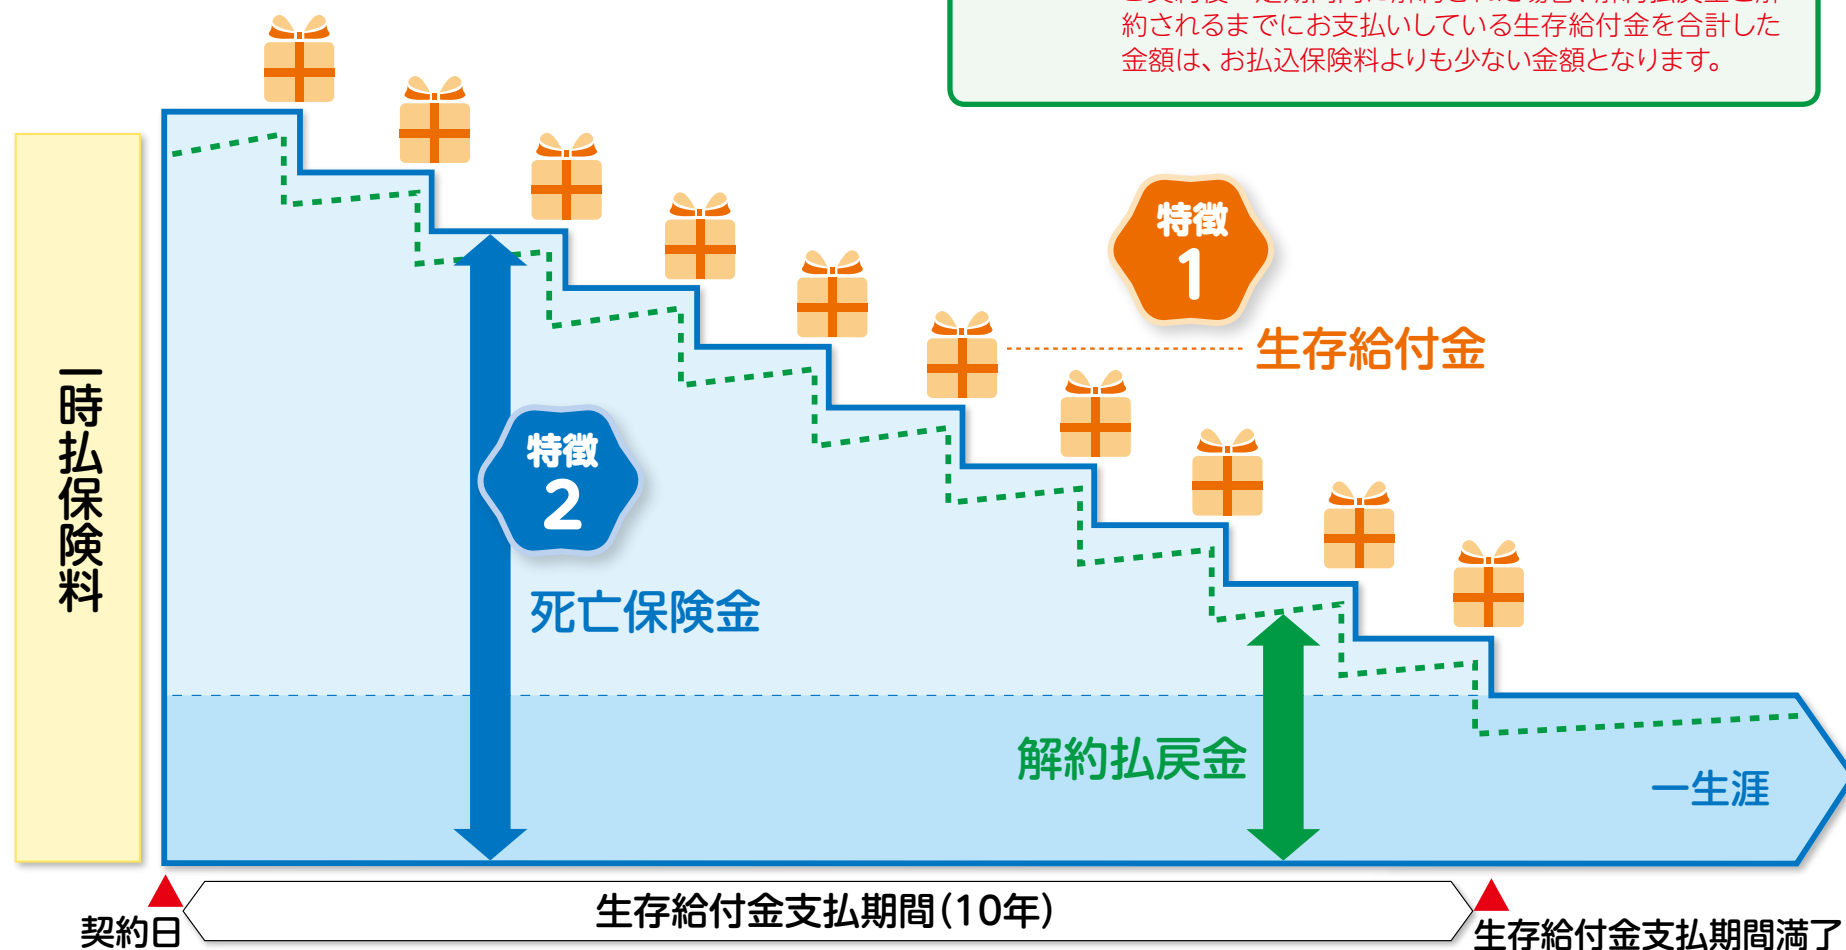 約されるまでにお支払いしている生存給付金を合計した
金額は、お払込保険料よりも少ない金額となります。
特徴
1
生存給付金
一時払保険料
特徴
2
死亡保険金
解約払戻金
一生涯
生存給付金支払期間(10年)
契約日
生存給付金支払期間満了